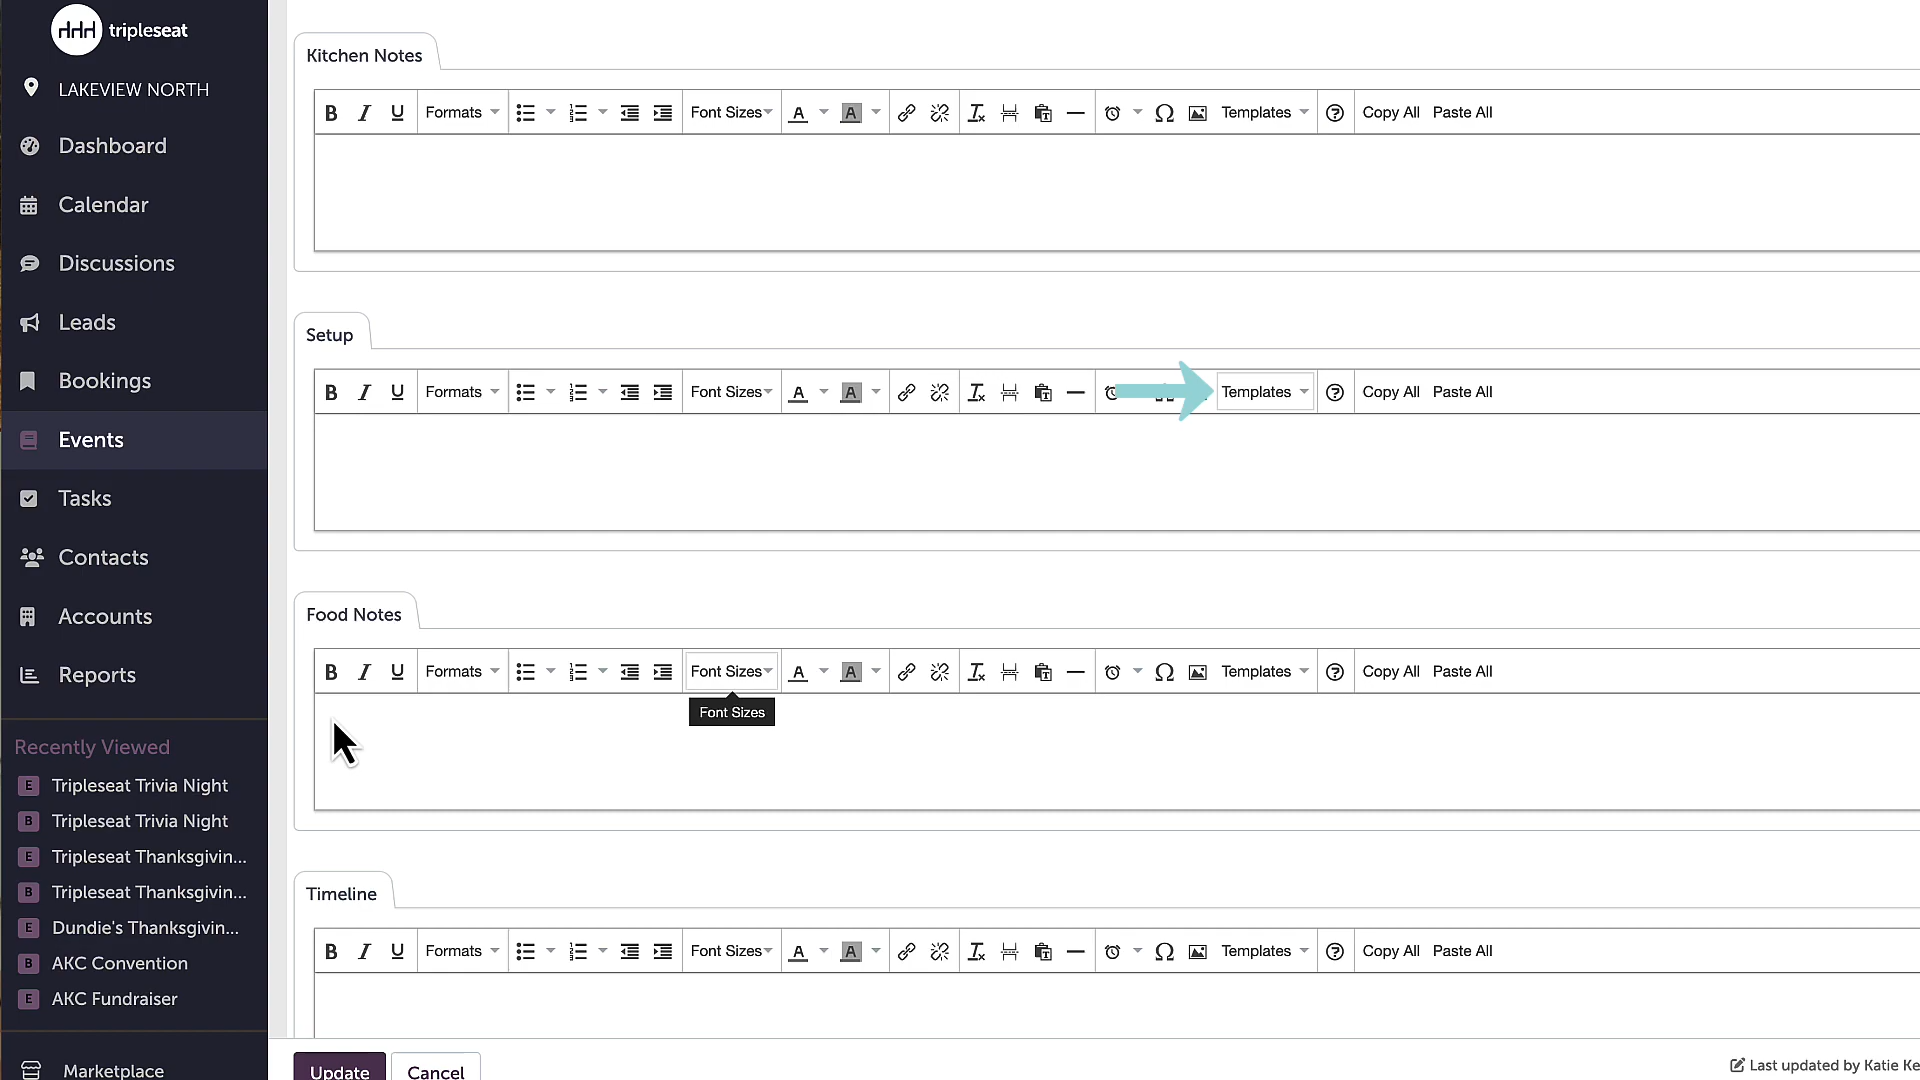 tripleseat
LAKEVIEW NORTH
Dashboard
Calendar
Discussions
Leads
Bookings
Events
Tasks
Contacts
Accounts
Reports
Recently Viewed
E Tripleseat Trivia Night
B Tripleseat Trivia Night
E Tripleseat Thanksgivin...
B Tripleseat Thanksgivin...
E Dundie's Thanksgivin...
B AKC Convention
E AKC Fundraiser
Marketplace
Kitchen Notes
B I U Formats Font Sizes A A Templates Copy All Paste All
Setup
B I U Formats Font Sizes A A Templates Copy All Paste All
Food Notes
B I U Formats Font Sizes A A Templates Copy All Paste All
Font Sizes
Timeline
B I U Formats Font Sizes A A Templates Copy All Paste All
Update Cancel
Last updated by Katie Ke